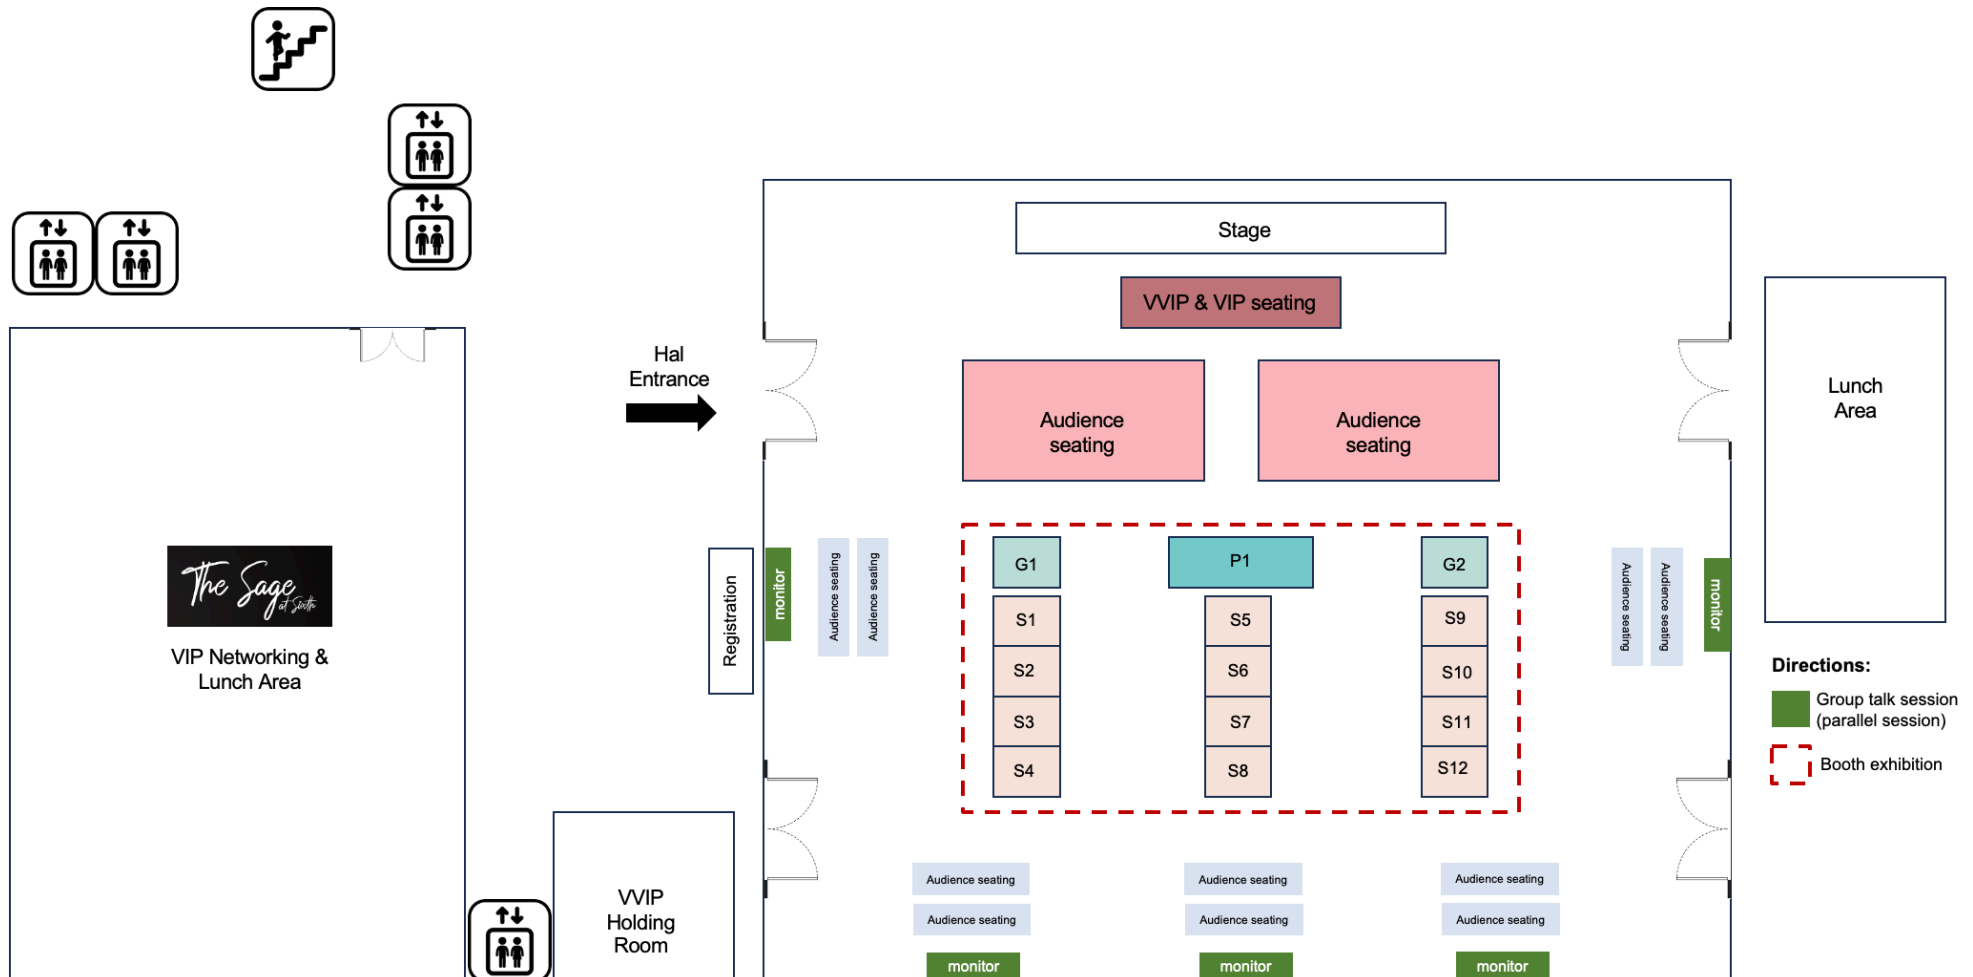 Stage
VVIP & VIP seating
Hal
Entrance
Audience
seating
Audience
seating
Lunch
Area
The Sage
at Sixth
VIP Networking &
Lunch Area
Registration
monitor
Audience seating
Audience seating
G1
P1
G2
S1
S5
S9
S2
S6
S10
S3
S7
S11
S4
S8
S12
Audience seating
Audience seating
monitor
Directions:
Group talk session
(parallel session)
Booth exhibition
VVIP
Holding
Room
Audience seating
Audience seating
Audience seating
Audience seating
Audience seating
Audience seating
monitor
monitor
monitor